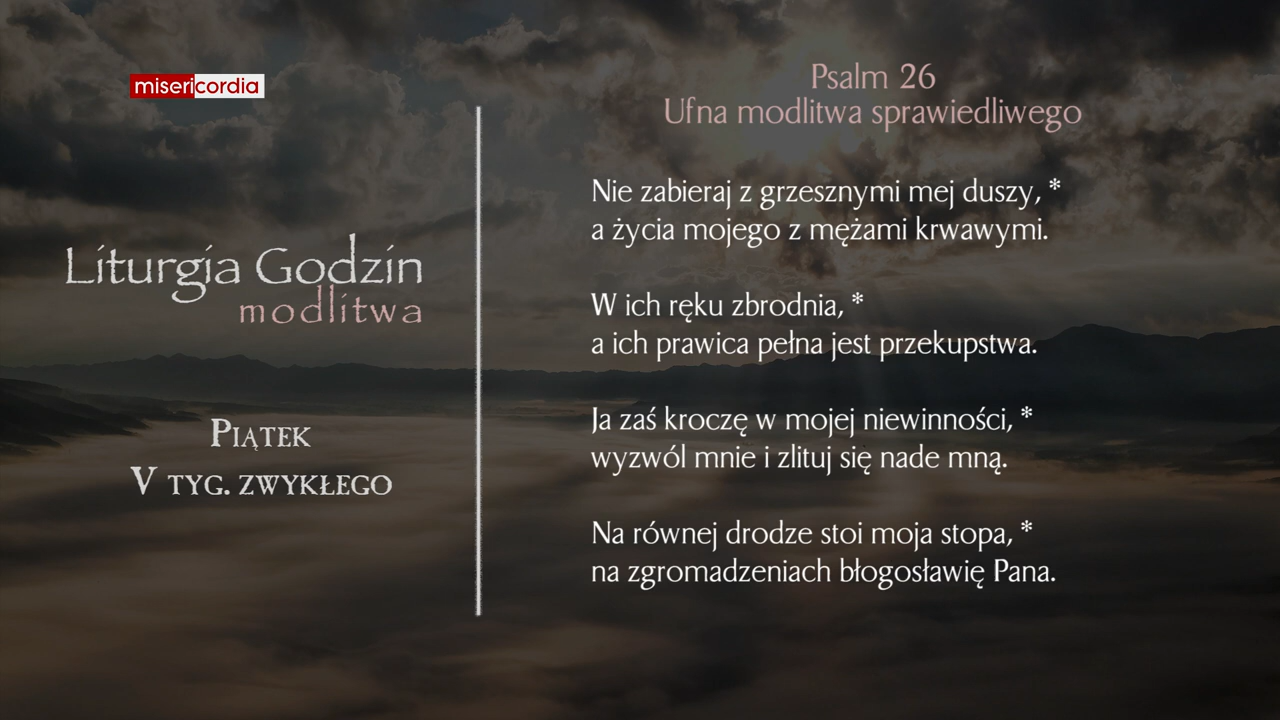 misericordia
Liturgia Godzin
modlitwa
Piątek
V tyg. zwykłego
Psalm 26
Ufna modlitwa sprawiedliwego
Nie zabieraj z grzesznymi mej duszy, *
a życia mojego z mężami krwawymi.
W ich ręku zbrodnia, *
a ich prawica pełna jest przekupstwa.
Ja zaś kroczę w mojej niewinności, *
wyzwól mnie i zlituj się nade mną.
Na równej drodze stoi moja stopa, *
na zgromadzeniach błogosławię Pana.